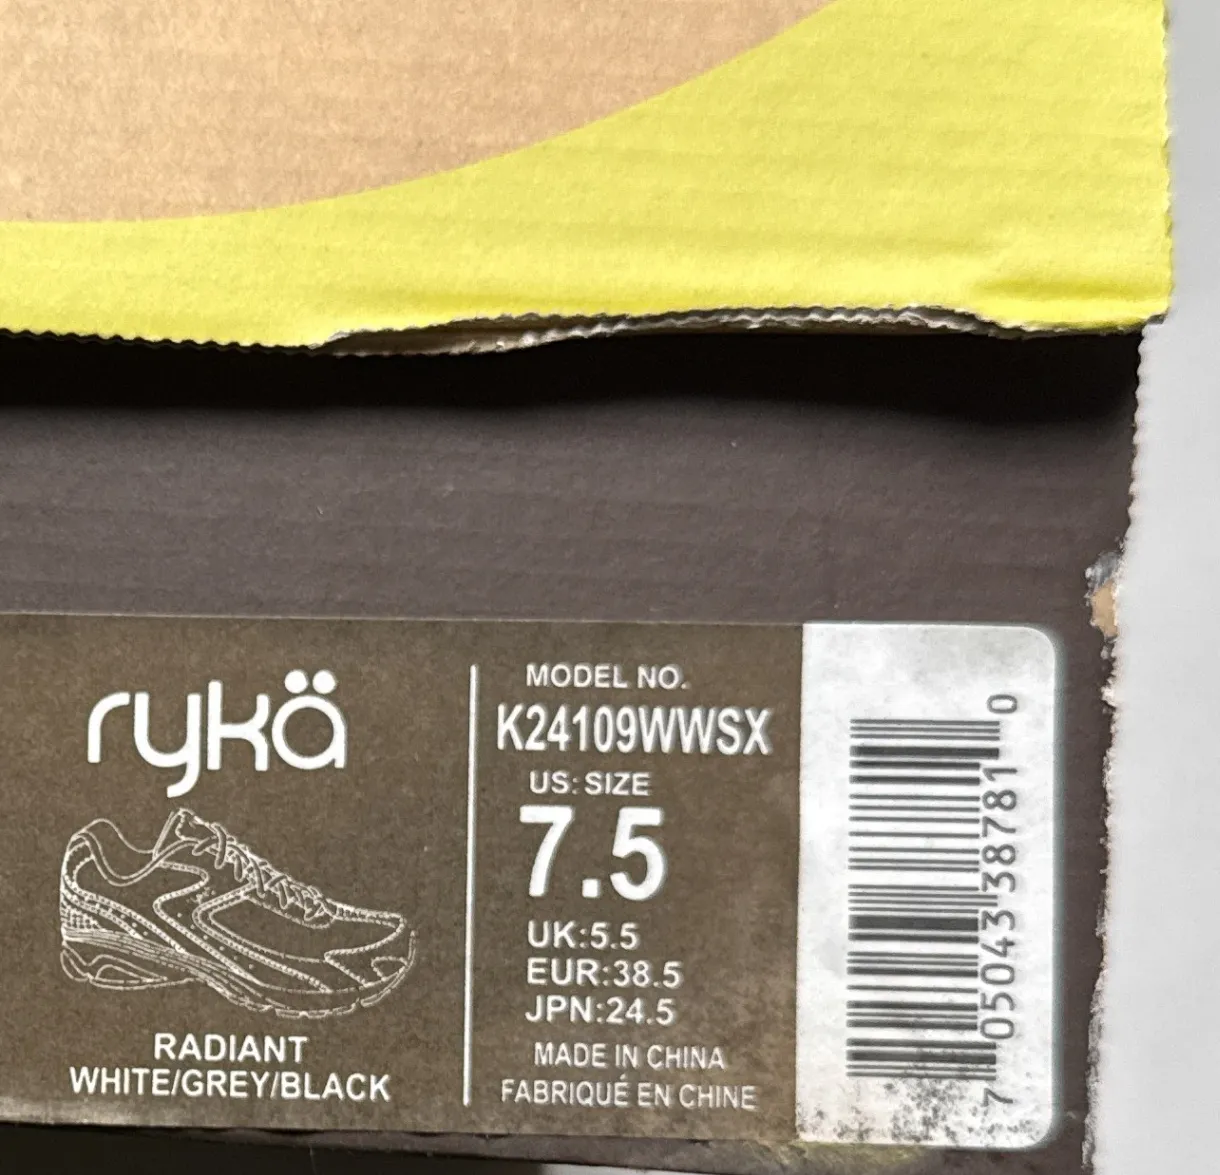 rykä
RADIANT
WHITE/GREY/BLACK
MODEL NO.
K24109WWSX
US: SIZE
7.5
UK:5.5
EUR:38.5
JPN:24.5
MADE IN CHINA
FABRIQUÉ EN CHINE
7 05043 38781 0